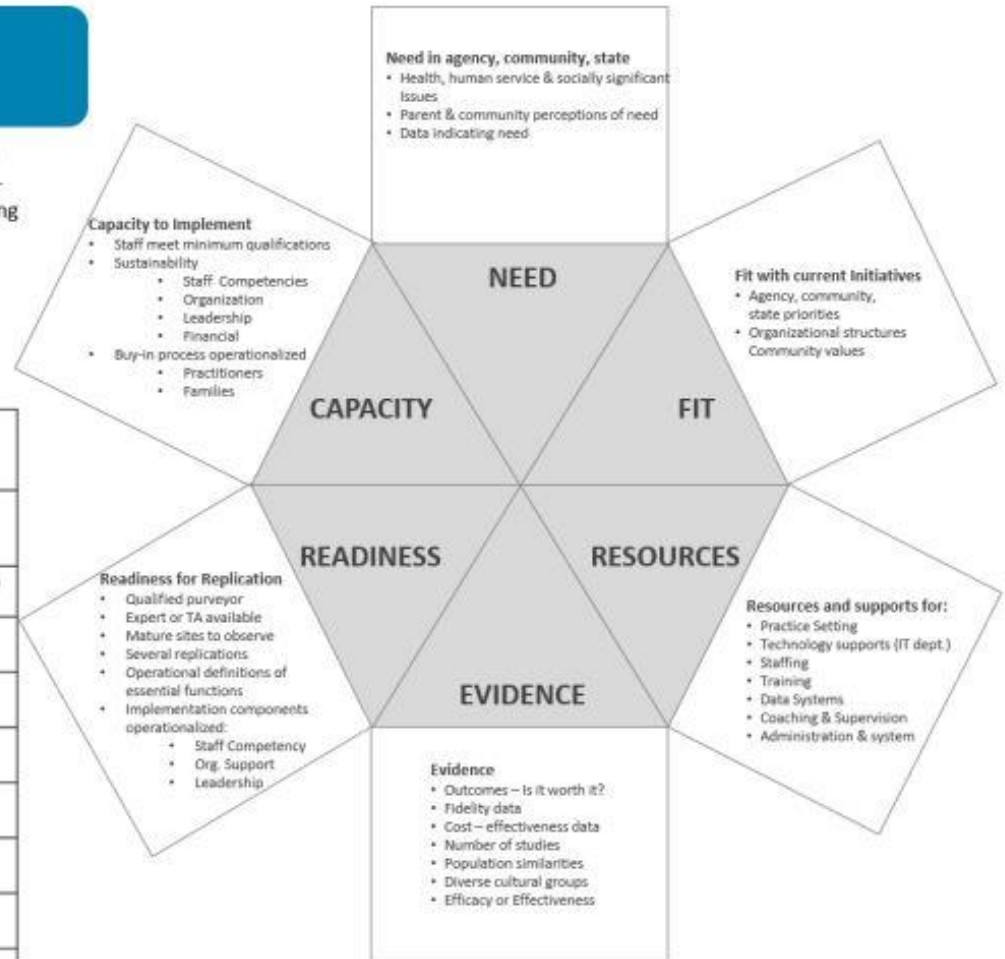 ng
Need in agency, community, state
• Health, human service & socially significant
Issues
• Parent & community perceptions of need
• Data indicating need
Capacity to Implement
• Staff meet minimum qualifications
• Sustainability
• Staff Competencies
• Organization
• Leadership
• Financial
• Buy-in process operationalized
• Practitioners
• Families
NEED
Fit with current Initiatives
• Agency, community,
state priorities
• Organizational structures
Community values
CAPACITY
FIT
READINESS
RESOURCES
Readiness for Replication
• Qualified purveyor
• Expert or TA available
• Mature sites to observe
• Several replications
• Operational definitions of
essential functions
• Implementation components
operationalized:
• Staff Competency
• Org. Support
• Leadership
Resources and supports for:
• Practice Setting
• Technology supports (IT dept.)
• Staffing
• Training
• Data Systems
• Coaching & Supervision
• Administration & system
EVIDENCE
Evidence
• Outcomes – Is it worth it?
• Fidelity data
• Cost – effectiveness data
• Number of studies
• Population similarities
• Diverse cultural groups
• Efficacy or Effectiveness